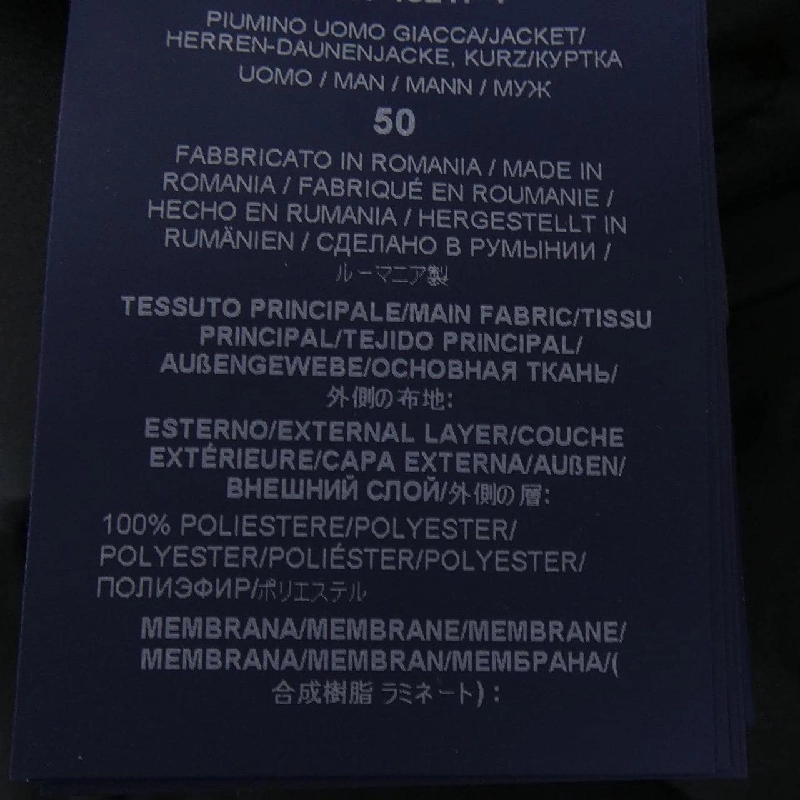 PIUMINO UOMO GIACCA/JACKET/
HERREN-DAUNENJACKE, KURZ/КУРТКА
UOMO / MAN / MANN / МУЖ
50
FABBRICATO IN ROMANIA / MADE IN
ROMANIA / FABRIQUÉ EN ROUMANIE /
HECHO EN RUMANIA / HERGESTELLT IN
RUMÄNIEN / СДЕЛАНО В РУМЫНИИ /
ルーマニア製
TESSUTO PRINCIPALE/MAIN FABRIC/TISSU
PRINCIPAL/TEJIDO PRINCIPAL/
AUßENGEWEBE/ОСНОВНАЯ ТКАНЬ/
外側の布地:
ESTERNO/EXTERNAL LAYER/COUCHE
EXTÉRIEURE/CAPA EXTERNA/AUßEN/
ВНЕШНИЙ СЛОЙ/外側の層:
100% POLIESTERE/POLYESTER/
POLYESTER/POLIÉSTER/POLYESTER/
ПОЛИЭФИР/ポリエステル
MEMBRANA/MEMBRANE/MEMBRANE/
MEMBRANA/MEMBRAN/МЕМБРАНА/(
合成樹脂 ラミネート) :